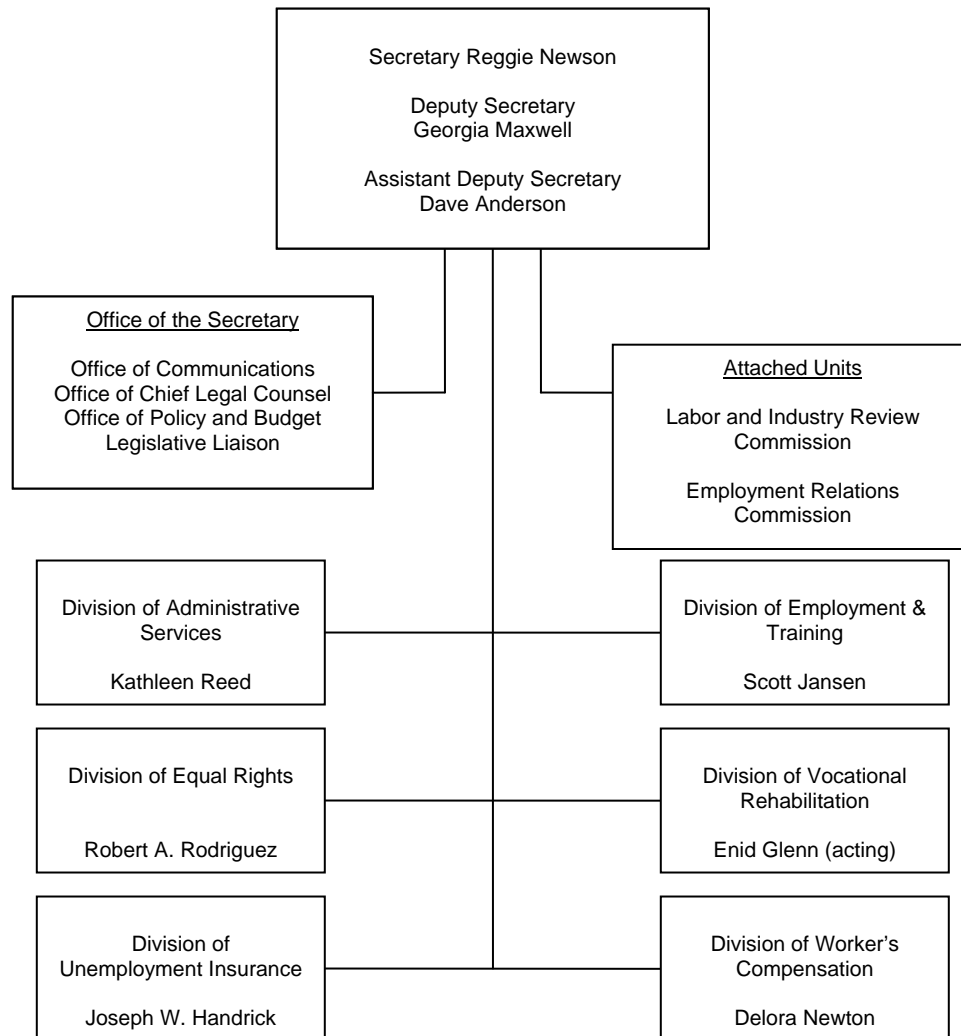 Secretary Reggie Newson
Deputy Secretary
Georgia Maxwell
Assistant Deputy Secretary
Dave Anderson
Office of the Secretary
Office of Communications
Office of Chief Legal Counsel
Office of Policy and Budget
Legislative Liaison
Attached Units
Labor and Industry Review
Commission
Employment Relations
Commission
Division of Administrative
Services
Kathleen Reed
Division of Employment &
Training
Scott Jansen
Division of Equal Rights
Robert A. Rodriguez
Division of Vocational
Rehabilitation
Enid Glenn (acting)
Division of
Unemployment Insurance
Joseph W. Handrick
Division of Worker’s
Compensation
Delora Newton